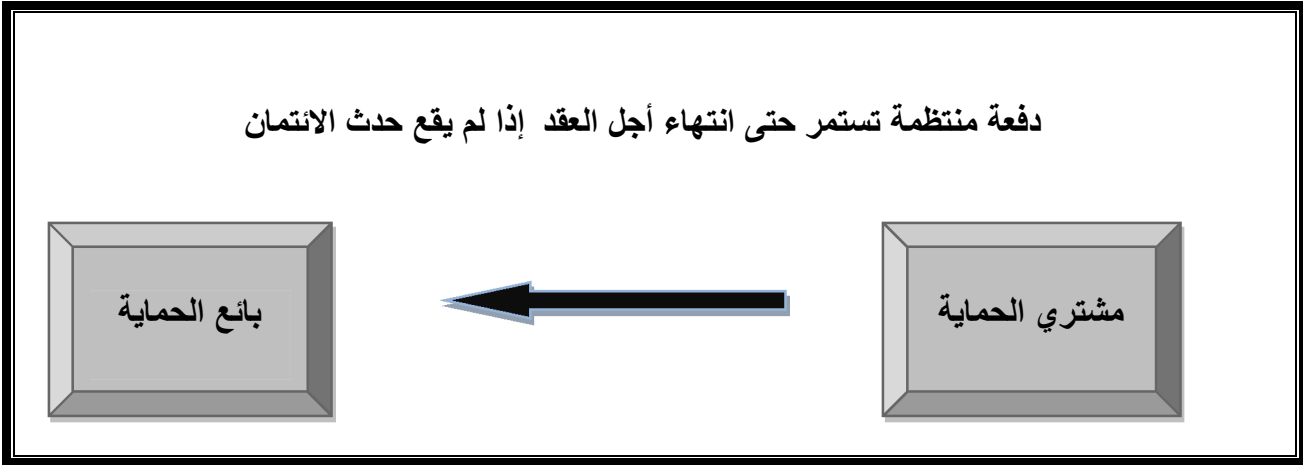 دفعة منتظمة تستمر حتى انتهاء أجل العقد إذا لم يقع حدث الائتمان
مشتري الحماية
بائع الحماية